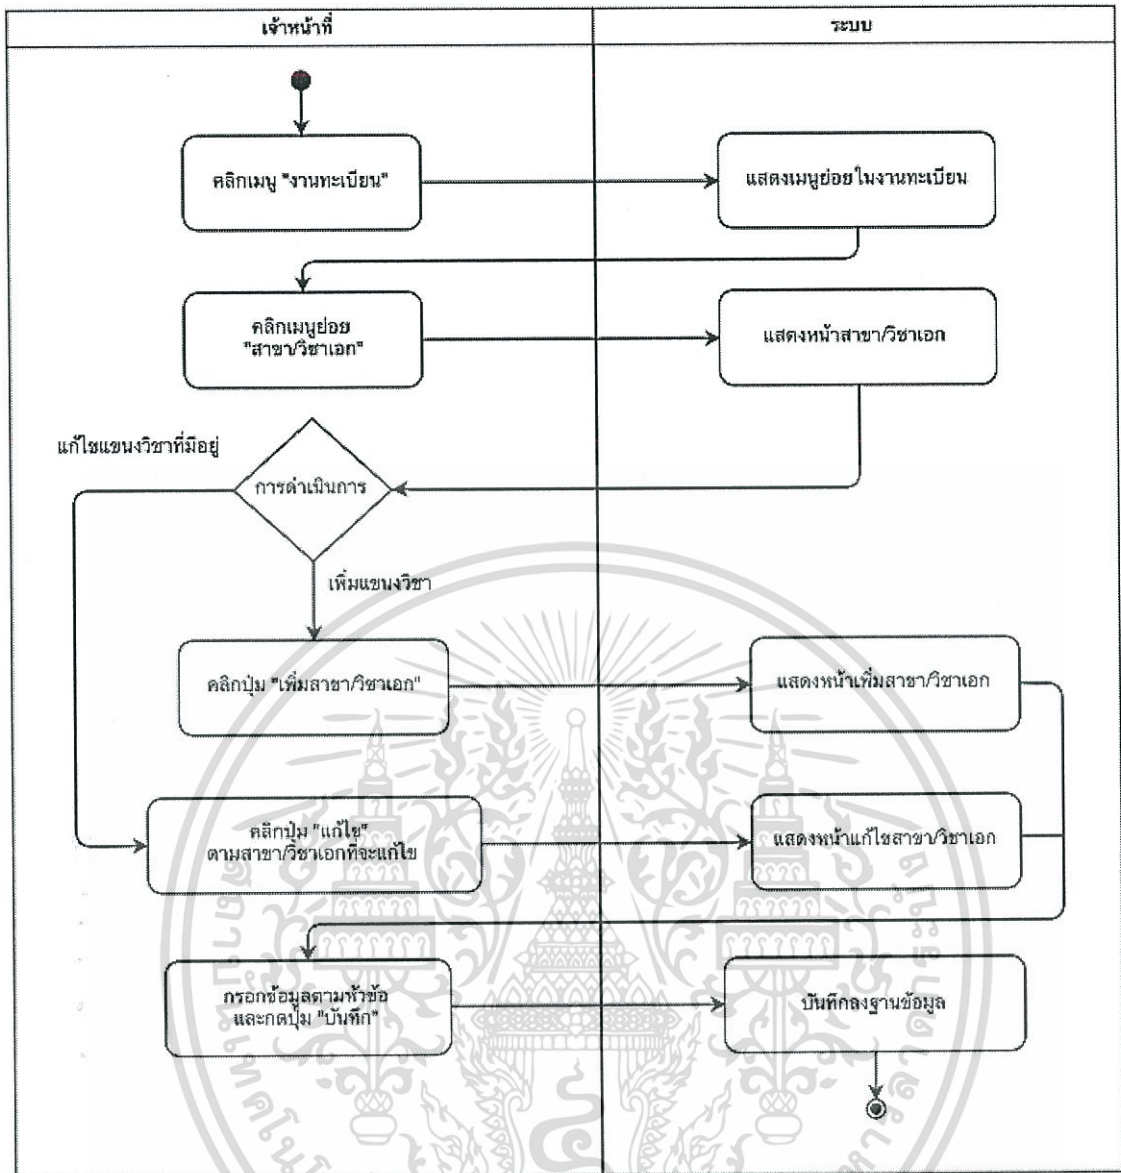 เจ้าหน้าที่
ระบบ
คลิกเมนู "งานทะเบียน"
แสดงเมนูย่อยในงานทะเบียน
คลิกเมนูย่อย
"สาขา/วิชาเอก"
แสดงหน้าสาขา/วิชาเอก
แก้ไขแขนงวิชาที่มีอยู่
การดำเนินการ
เพิ่มแขนงวิชา
คลิกปุ่ม "เพิ่มสาขา/วิชาเอก"
แสดงหน้าเพิ่มสาขา/วิชาเอก
คลิกปุ่ม "แก้ไข"
ตามสาขา/วิชาเอกที่จะแก้ไข
แสดงหน้าแก้ไขสาขา/วิชาเอก
กรอกข้อมูลตามหัวข้อ
และกดปุ่ม "บันทึก"
บันทึกลงฐานข้อมูล